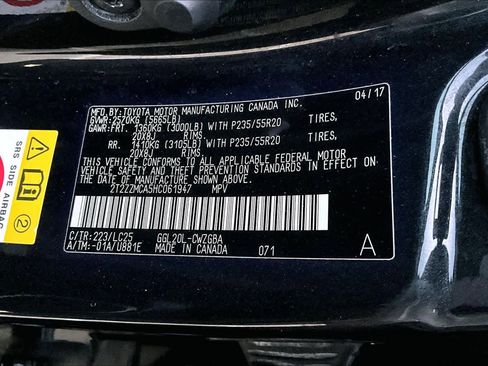 MFD. BY: TOYOTA MOTOR MANUFACTURING CANADA INC. 04/17
GVWR: 2570KG (5665LB)
GAWR: FRT. 1360KG (3000LB) WITH P235/55R20 TIRES,
20X8J RIMS
RR. 1410KG (3105LB) WITH P235/55R20 TIRES,
20X8J RIMS
THIS VEHICLE CONFORMS TO ALL APPLICABLE FEDERAL MOTOR
VEHICLE SAFETY AND THEFT PREVENTION STANDARDS IN EFFECT
ON THE DATE OF MANUFACTURE SHOWN ABOVE.
2T2ZZMCA5HC061947 MPV
C/TR: 223/LC25 GGL20L-CWZGBA
A/TM: -01A/U881E MADE IN CANADA 071 A
SRS SIDE AIRBAG
2